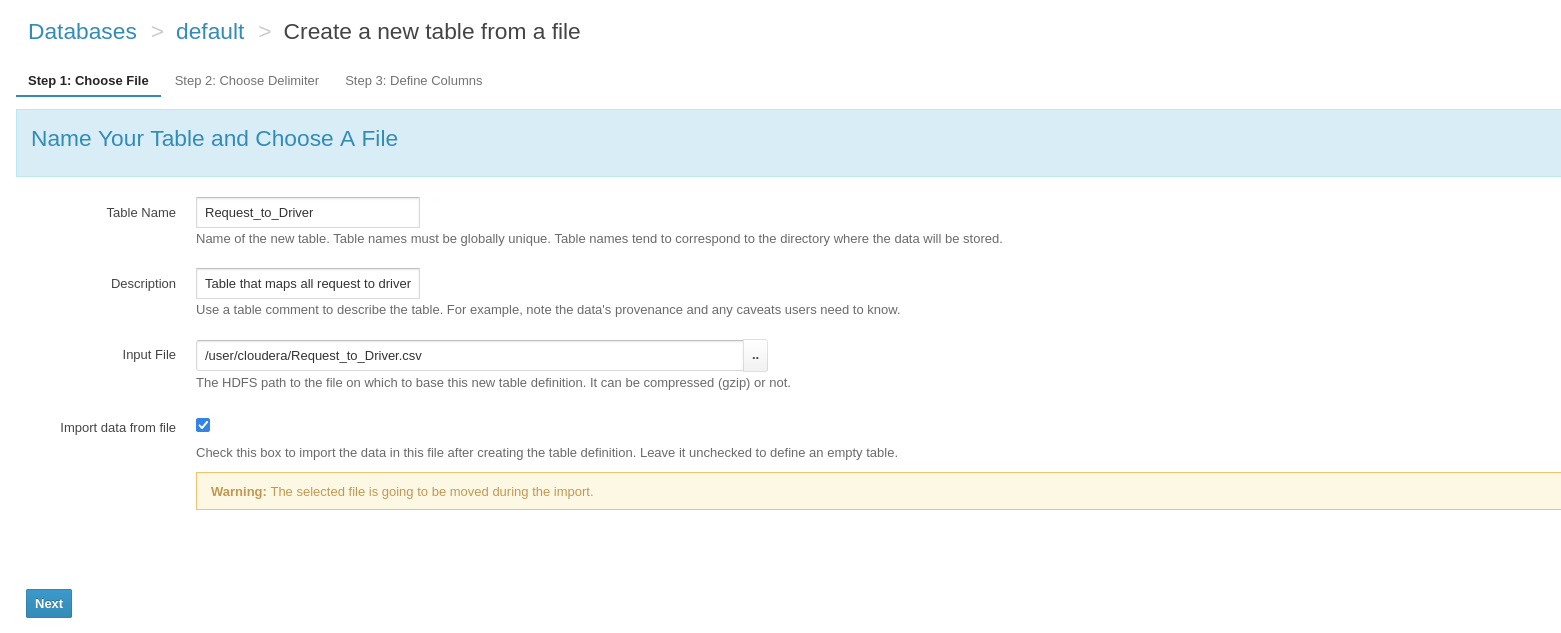 Databases > default > Create a new table from a file
Step 1: Choose File Step 2: Choose Delimiter Step 3: Define Columns
Name Your Table and Choose A File
Table Name Request_to_Driver
Name of the new table. Table names must be globally unique. Table names tend to correspond to the directory where the data will be stored.
Description Table that maps all request to driver
Use a table comment to describe the table. For example, note the data's provenance and any caveats users need to know.
Input File /user/cloudera/Request_to_Driver.csv ..
The HDFS path to the file on which to base this new table definition. It can be compressed (gzip) or not.
Import data from file
Check this box to import the data in this file after creating the table definition. Leave it unchecked to define an empty table.
Warning: The selected file is going to be moved during the import.
Next